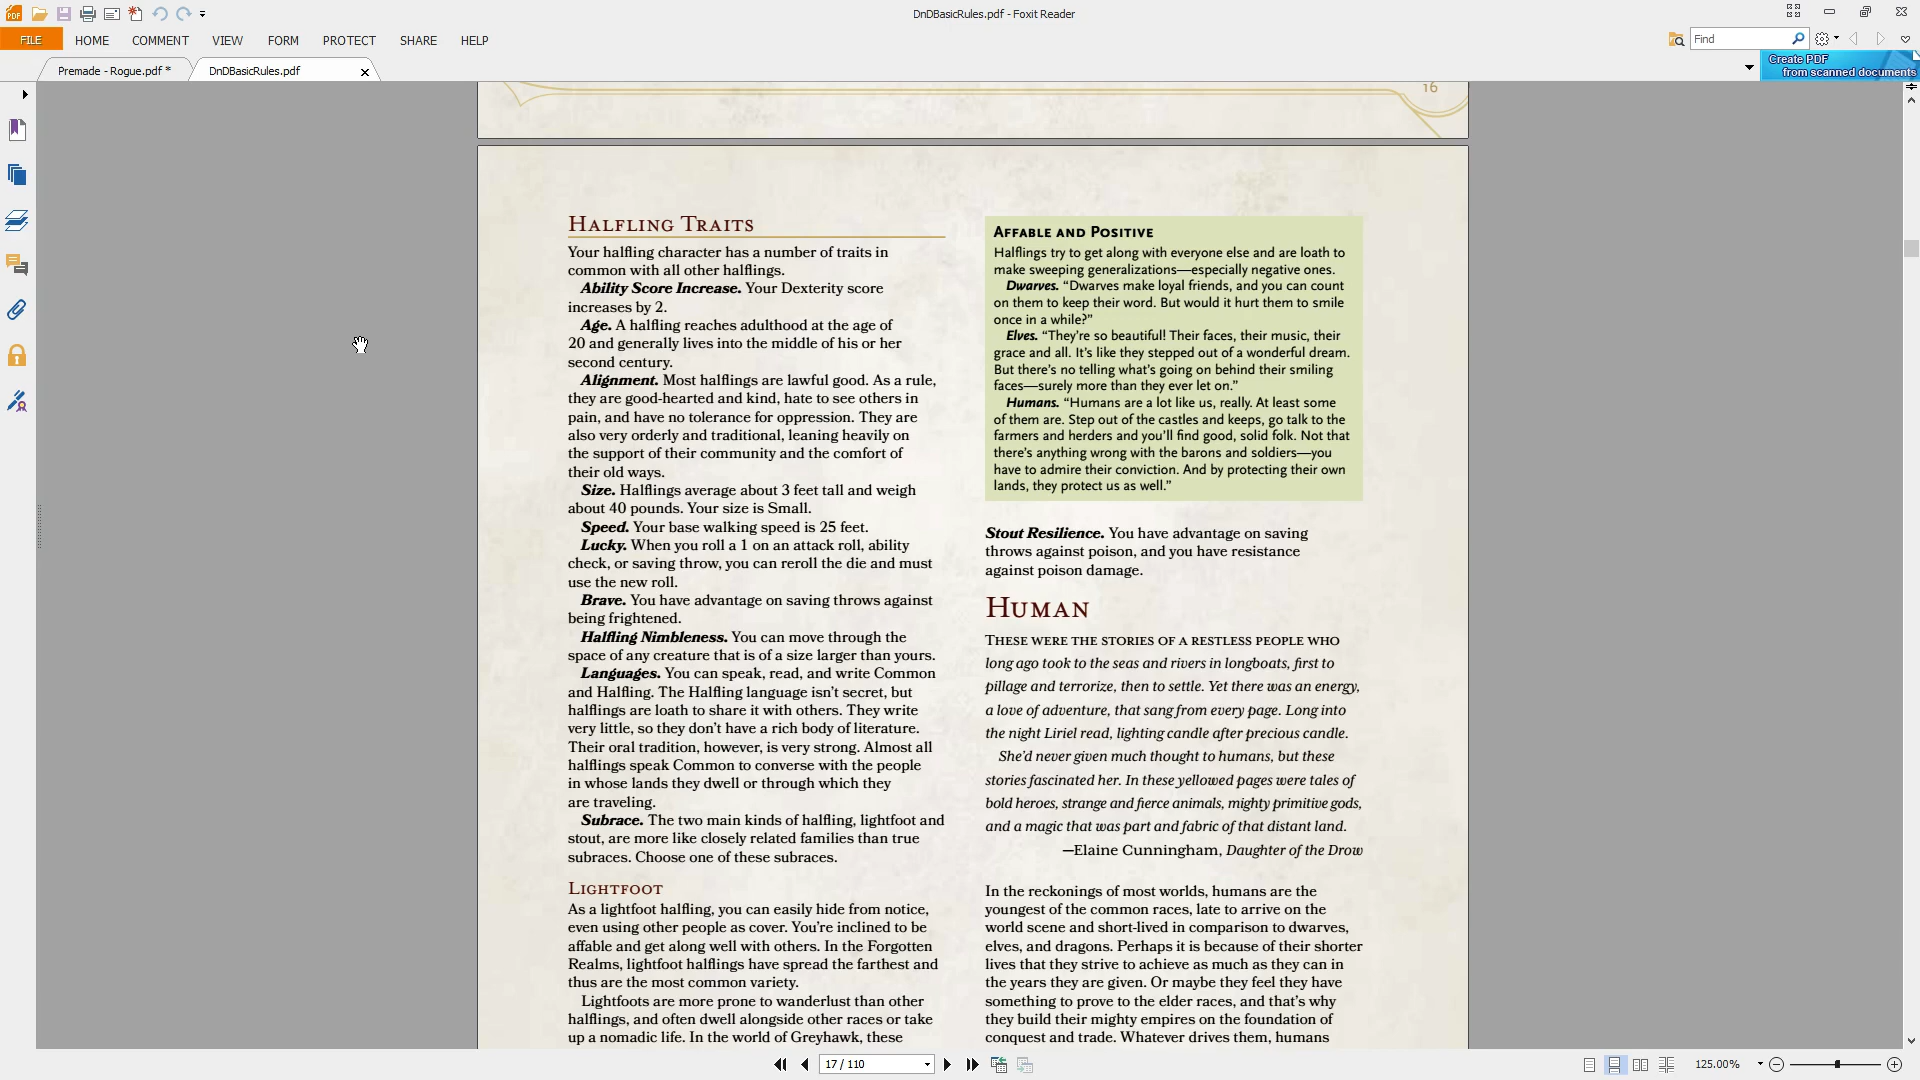 DnDBasicRules.pdf - Foxit Reader
FILE
HOME
COMMENT
VIEW
FORM
PROTECT
SHARE
HELP
Find
Premade - Rogue.pdf *
DnDBasicRules.pdf
Create PDF
from scanned documents
16
Halfling Traits
Your halfling character has a number of traits in
common with all other halflings.
Ability Score Increase. Your Dexterity score
increases by 2.
Age. A halfling reaches adulthood at the age of
20 and generally lives into the middle of his or her
second century.
Alignment. Most halflings are lawful good. As a rule,
they are good-hearted and kind, hate to see others in
pain, and have no tolerance for oppression. They are
also very orderly and traditional, leaning heavily on
the support of their community and the comfort of
their old ways.
Size. Halflings average about 3 feet tall and weigh
about 40 pounds. Your size is Small.
Speed. Your base walking speed is 25 feet.
Lucky. When you roll a 1 on an attack roll, ability
check, or saving throw, you can reroll the die and must
use the new roll.
Brave. You have advantage on saving throws against
being frightened.
Halfling Nimbleness. You can move through the
space of any creature that is of a size larger than yours.
Languages. You can speak, read, and write Common
and Halfling. The Halfling language isn't secret, but
halflings are loath to share it with others. They write
very little, so they don't have a rich body of literature.
Their oral tradition, however, is very strong. Almost all
halflings speak Common to converse with the people
in whose lands they dwell or through which they
are traveling.
Subrace. The two main kinds of halfling, lightfoot and
stout, are more like closely related families than true
subraces. Choose one of these subraces.
Lightfoot
As a lightfoot halfling, you can easily hide from notice,
even using other people as cover. You're inclined to be
affable and get along well with others. In the Forgotten
Realms, lightfoot halflings have spread the farthest and
thus are the most common variety.
Lightfoots are more prone to wanderlust than other
halflings, and often dwell alongside other races or take
up a nomadic life. In the world of Greyhawk, these
Affable and Positive
Halflings try to get along with everyone else and are loath to
make sweeping generalizations—especially negative ones.
Dwarves. “Dwarves make loyal friends, and you can count
on them to keep their word. But would it hurt them to smile
once in a while?”
Elves. “They're so beautiful! Their faces, their music, their
grace and all. It's like they stepped out of a wonderful dream.
But there's no telling what's going on behind their smiling
faces—surely more than they ever let on.”
Humans. “Humans are a lot like us, really. At least some
of them are. Step out of the castles and keeps, go talk to the
farmers and herders and you'll find good, solid folk. Not that
there's anything wrong with the barons and soldiers—you
have to admire their conviction. And by protecting their own
lands, they protect us as well.”
Stout Resilience. You have advantage on saving
throws against poison, and you have resistance
against poison damage.
Human
These were the stories of a restless people who
long ago took to the seas and rivers in longboats, first to
pillage and terrorize, then to settle. Yet there was an energy,
a love of adventure, that sang from every page. Long into
the night Liriel read, lighting candle after precious candle.
She'd never given much thought to humans, but these
stories fascinated her. In these yellowed pages were tales of
bold heroes, strange and fierce animals, mighty primitive gods,
and a magic that was part and fabric of that distant land.
—Elaine Cunningham, Daughter of the Drow
In the reckonings of most worlds, humans are the
youngest of the common races, late to arrive on the
world scene and short-lived in comparison to dwarves,
elves, and dragons. Perhaps it is because of their shorter
lives that they strive to achieve as much as they can in
the years they are given. Or maybe they feel they have
something to prove to the elder races, and that's why
they build their mighty empires on the foundation of
conquest and trade. Whatever drives them, humans
17 / 110
125.00%